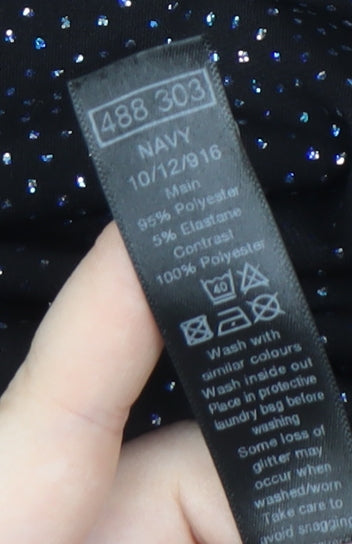 488 303
NAVY
10/12/916
Main
95% Polyester
5% Elastane
Contrast
100% Polyester
40
Wash with
similar colours
Wash inside out
Place in protective
laundry bag before
washing
Some loss of
glitter may
occur when
washed/worn
Take care to
avoid snagging